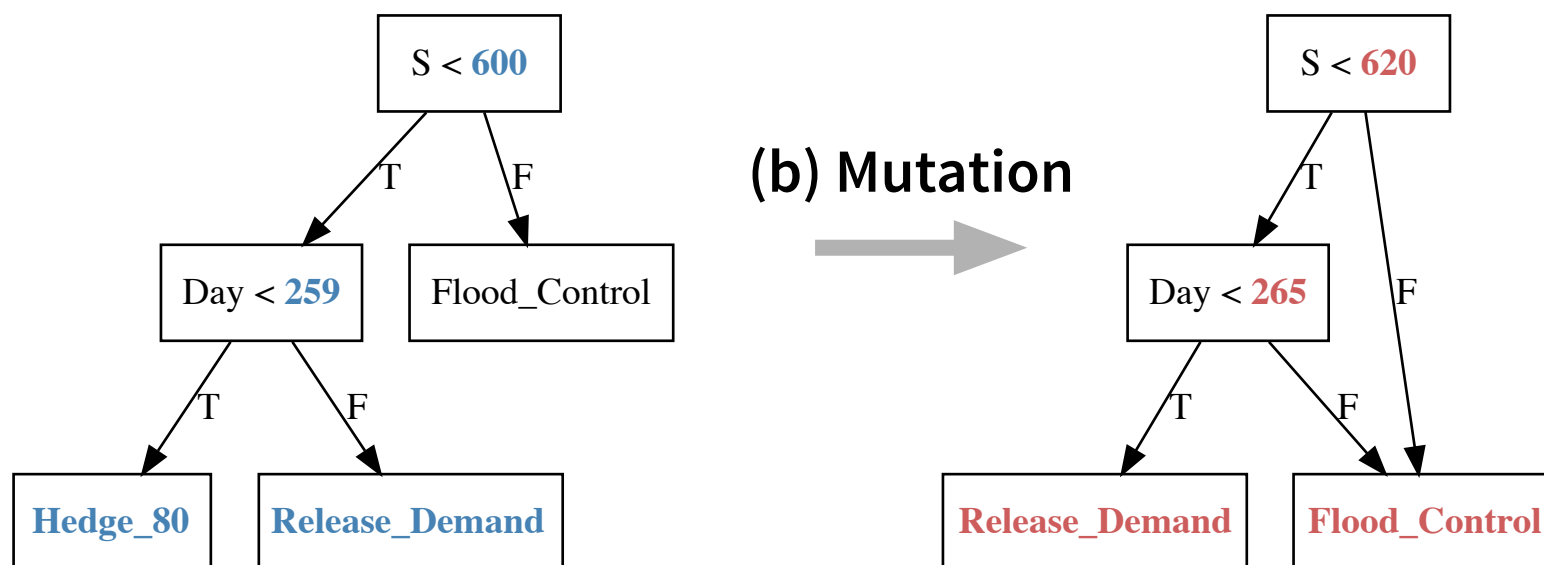 S < 600
T
F
Day < 259
Flood_Control
T
F
Hedge_80
Release_Demand
(b) Mutation
S < 620
T
F
Day < 265
T
F
Release_Demand
Flood_Control